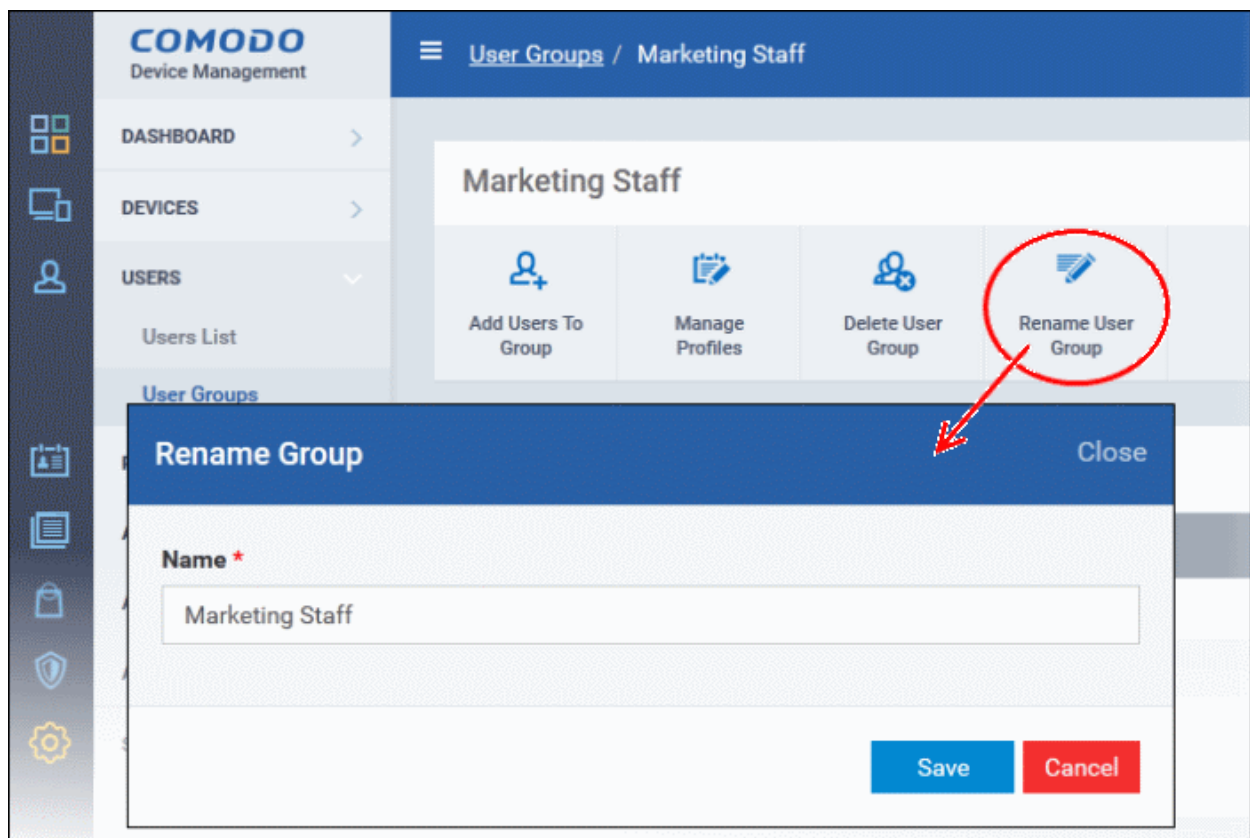 COMODO
Device Management
User Groups / Marketing Staff
DASHBOARD
DEVICES
USERS
Users List
User Groups
Marketing Staff
Add Users To
Group
Manage
Profiles
Delete User
Group
Rename User
Group
Rename Group
Close
Name *
Marketing Staff
Save
Cancel